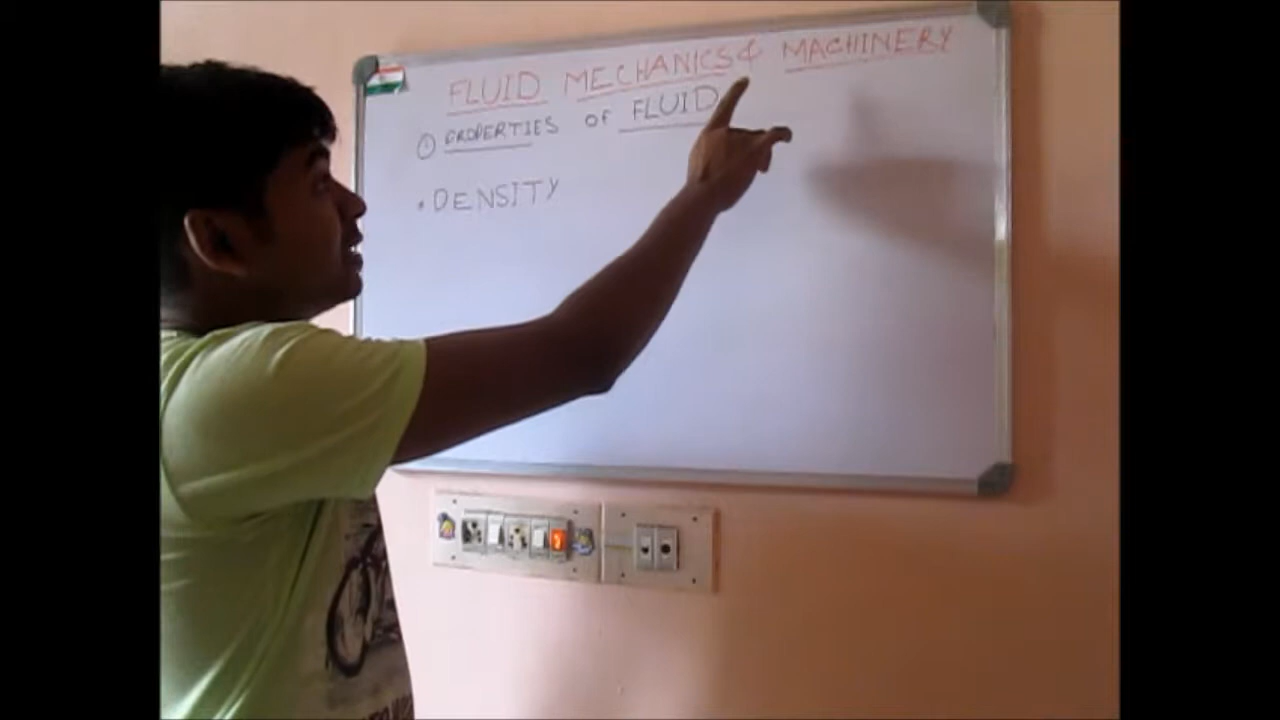 FLUID MECHANICS & MACHINERY
① PROPERTIES OF FLUID
• DENSITY